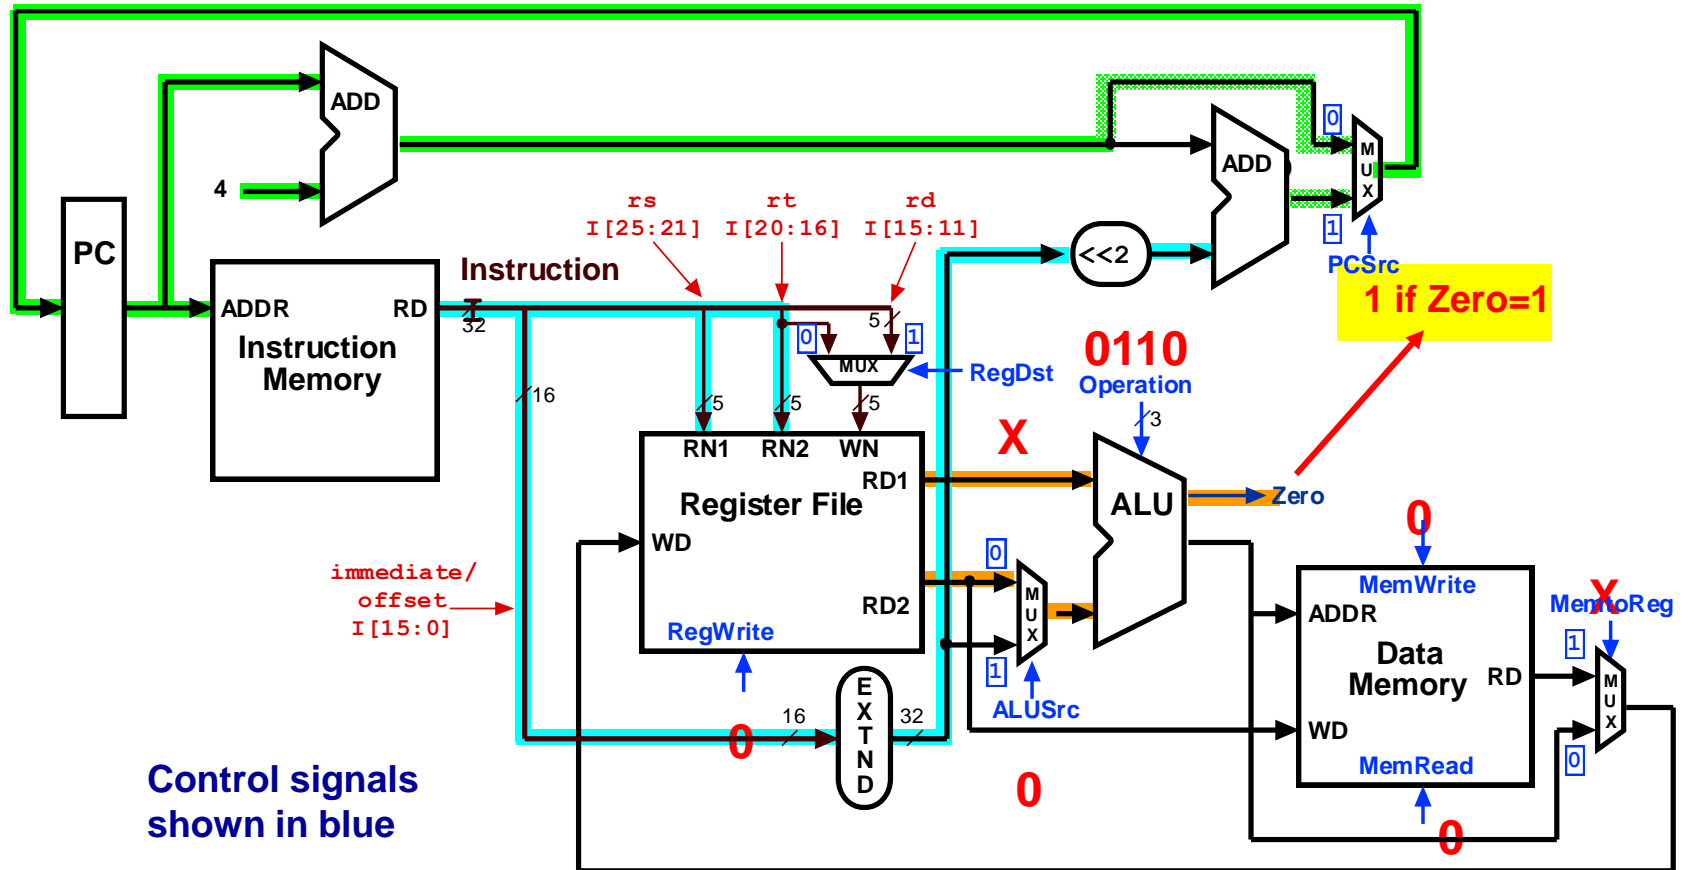 ADD
0
M
U
X
ADD
4
1
rs
I[25:21]
rt
I[20:16]
rd
I[15:11]
PC
<<2
PCSrc
1 if Zero=1
Instruction
ADDR
RD
32
Instruction
Memory
5
0
1
MUX
RegDst
0110
Operation
3
16
5
5
5
X
RN1
RN2
WN
RD1
Register File
ALU
Zero
WD
0
0
immediate/
offset
I[15:0]
M
U
X
RD2
RegWrite
1
ALUSrc
MemWrite
X
MemtoReg
ADDR
1
Data
Memory
RD
M
U
X
WD
0
MemRead
E
X
T
N
D
16
32
0
0
0
Control signals
shown in blue